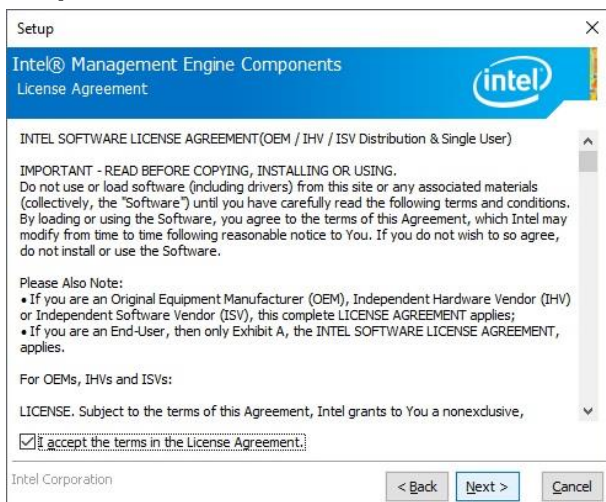 Setup
Intel® Management Engine Components
License Agreement
intel
INTEL SOFTWARE LICENSE AGREEMENT(OEM / IHV / ISV Distribution & Single User)
IMPORTANT - READ BEFORE COPYING, INSTALLING OR USING.
Do not use or load software (including drivers) from this site or any associated materials
(collectively, the "Software") until you have carefully read the following terms and conditions.
By loading or using the Software, you agree to the terms of this Agreement, which Intel may
modify from time to time following reasonable notice to You. If you do not wish to so agree,
do not install or use the Software.
Please Also Note:
• If you are an Original Equipment Manufacturer (OEM), Independent Hardware Vendor (IHV)
or Independent Software Vendor (ISV), this complete LICENSE AGREEMENT applies;
• If you are an End-User, then only Exhibit A, the INTEL SOFTWARE LICENSE AGREEMENT,
applies.
For OEMs, IHVs and ISVs:
LICENSE. Subject to the terms of this Agreement, Intel grants to You a nonexclusive,
I accept the terms in the License Agreement.
Intel Corporation
< Back Next > Cancel